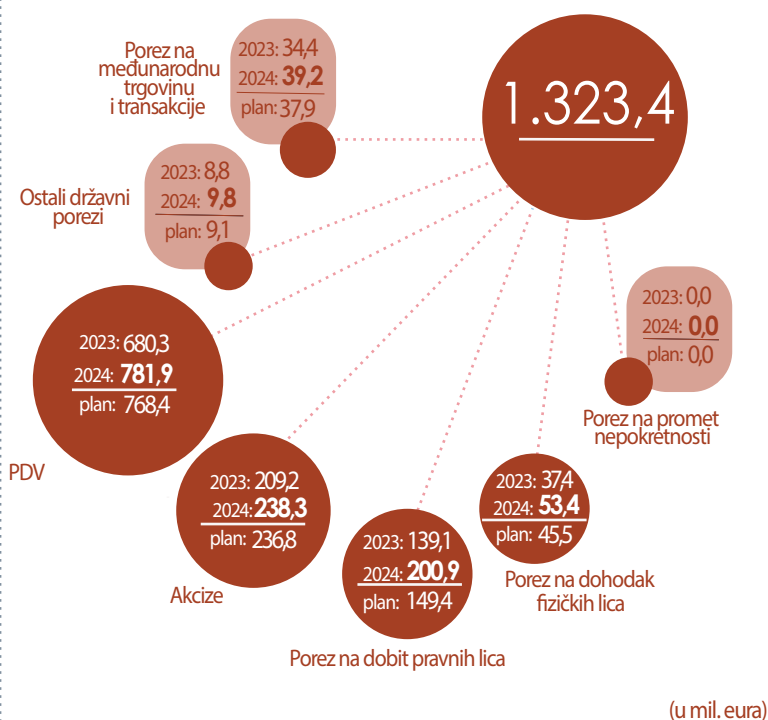 1.323,4
Porez na
međunarodnu
trgovinu
i transakcije
2023: 34,4
2024: 39,2
plan: 37,9
Ostali državni
porezi
2023: 8,8
2024: 9,8
plan: 9,1
2023: 680,3
2024: 781,9
plan: 768,4
PDV
2023: 209,2
2024: 238,3
plan: 236,8
Akcize
2023: 139,1
2024: 200,9
plan: 149,4
Porez na dobit pravnih lica
2023: 37,4
2024: 53,4
plan: 45,5
Porez na dohodak
fizičkih lica
2023: 0,0
2024: 0,0
plan: 0,0
Porez na promet
nepokretnosti
(u mil. eura)